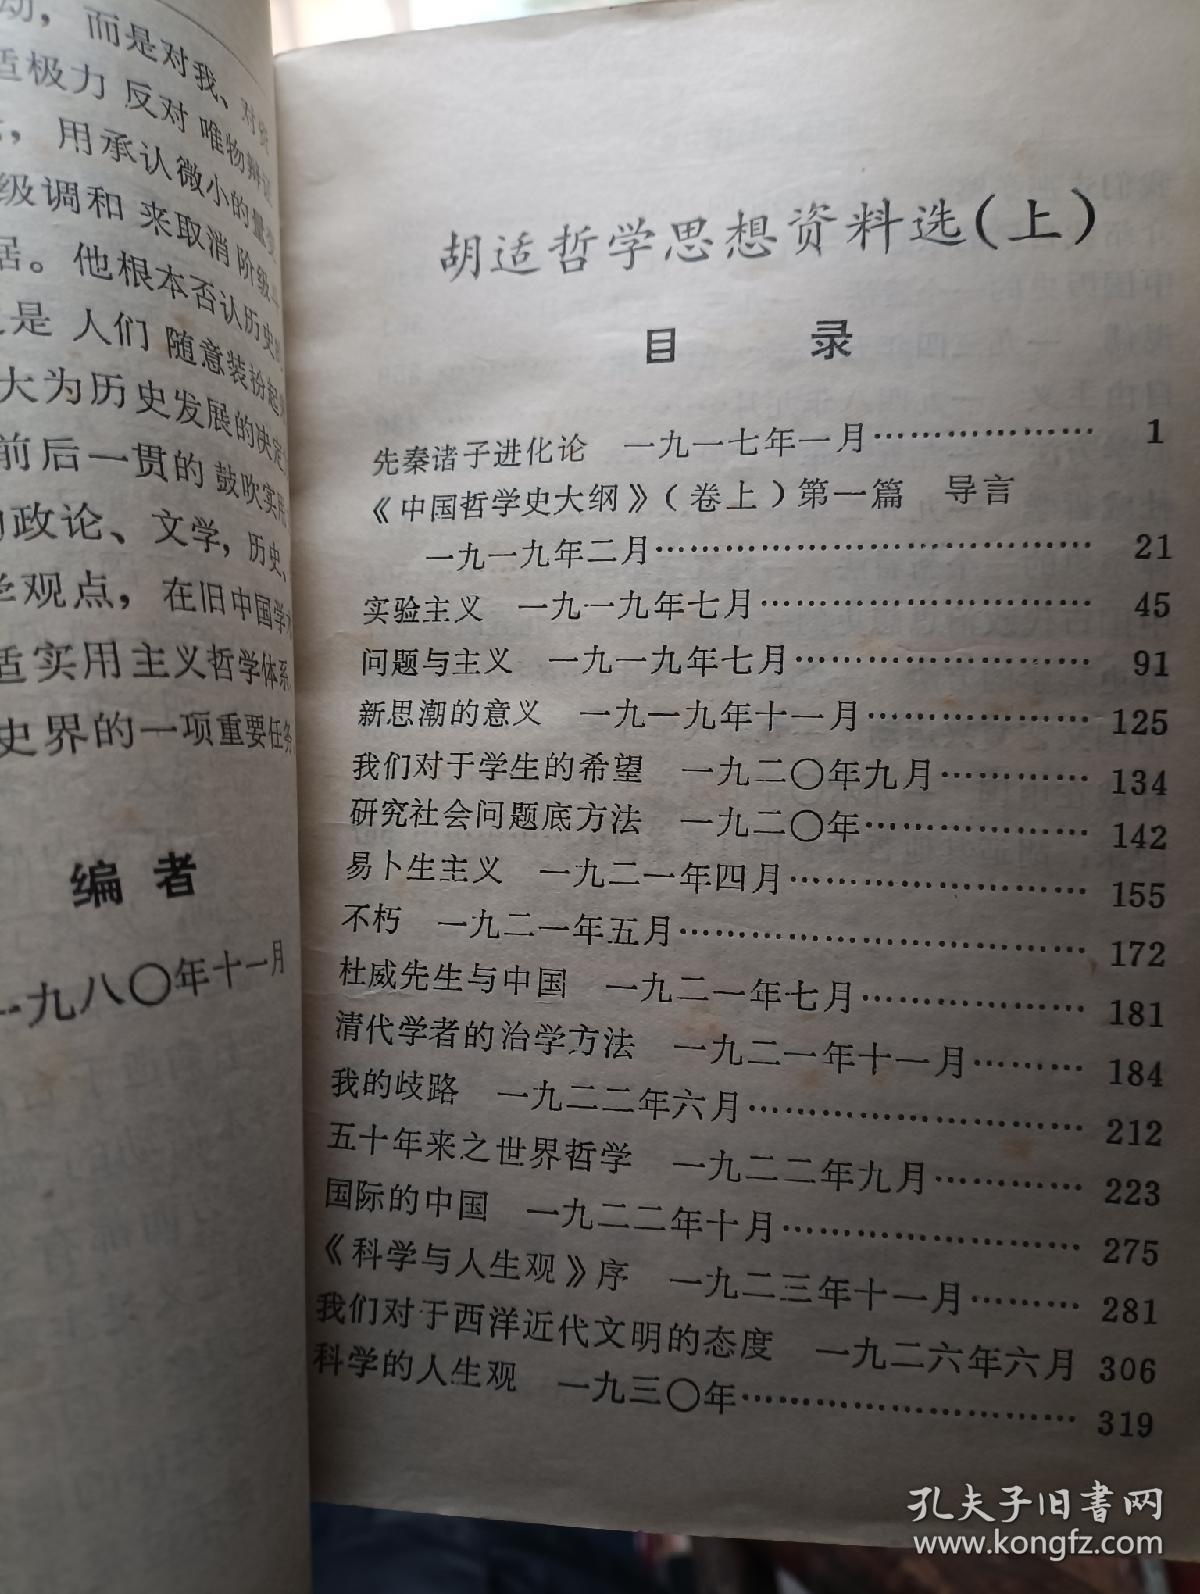 动，而是对我、对
适极力反对唯物辩证
，用承认微小的量变
级调和来取消阶级
居。他根本否认历史
是人们随意装扮起
大为历史发展的决定
前后一贯的鼓吹实用
政论、文学，历史、
学观点，在旧中国学
适实用主义哲学体系
史界的一项重要任务
编者
一九八〇年十一月
胡适哲学思想资料选(上)
目 录
先秦诸子进化论 一九一七年一月………………… 1
《中国哲学史大纲》(卷上)第一篇 导言
一九一九年二月…………………………………… 21
实验主义 一九一九年七月………………………… 45
问题与主义 一九一九年七月……………………… 91
新思潮的意义 一九一九年十一月………………… 125
我们对于学生的希望 一九二〇年九月…………… 134
研究社会问题底方法 一九二〇年………………… 142
易卜生主义 一九二一年四月……………………… 155
不朽 一九二一年五月……………………………… 172
杜威先生与中国 一九二一年七月………………… 181
清代学者的治学方法 一九二一年十一月……… 184
我的歧路 一九二二年六月………………………… 212
五十年来之世界哲学 一九二二年九月………… 223
国际的中国 一九二二年十月……………………… 275
《科学与人生观》序 一九二三年十一月……… 281
我们对于西洋近代文明的态度 一九二六年六月 306
科学的人生观 一九三〇年………………………… 319
孔夫子旧书网
www.kongfz.com